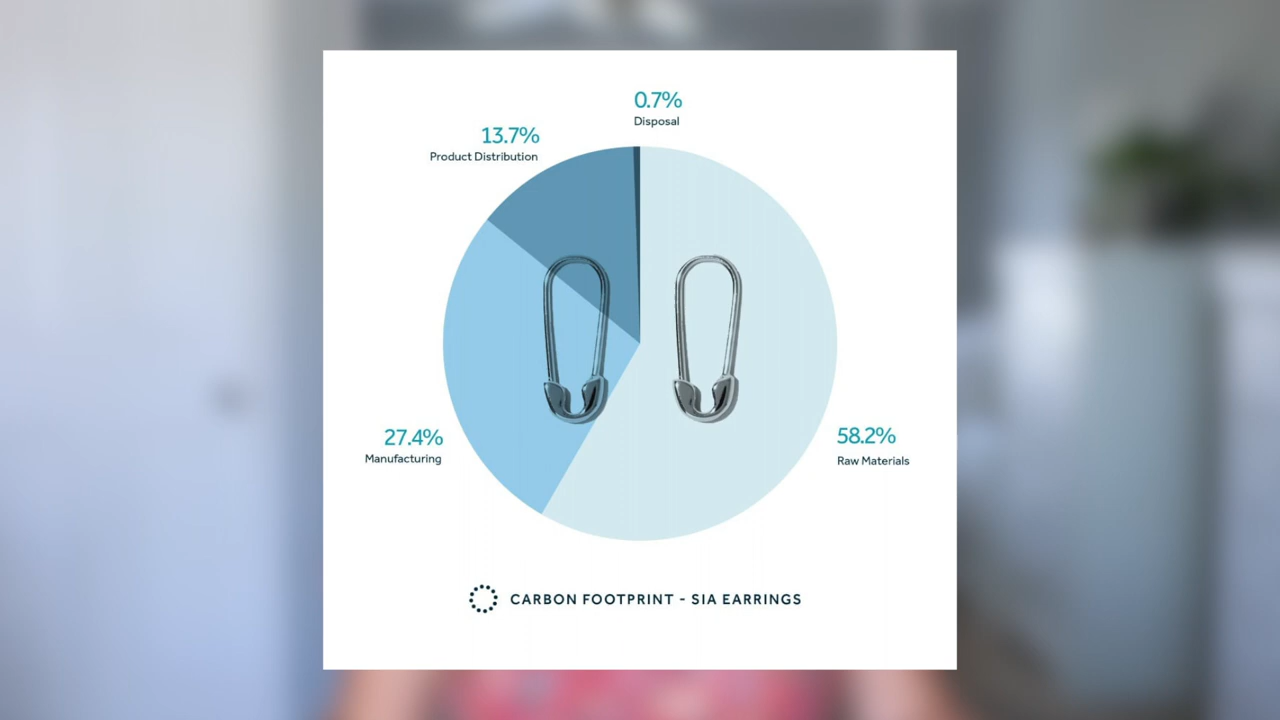 0.7%
Disposal
13.7%
Product Distribution
27.4%
Manufacturing
58.2%
Raw Materials
CARBON FOOTPRINT - SIA EARRINGS